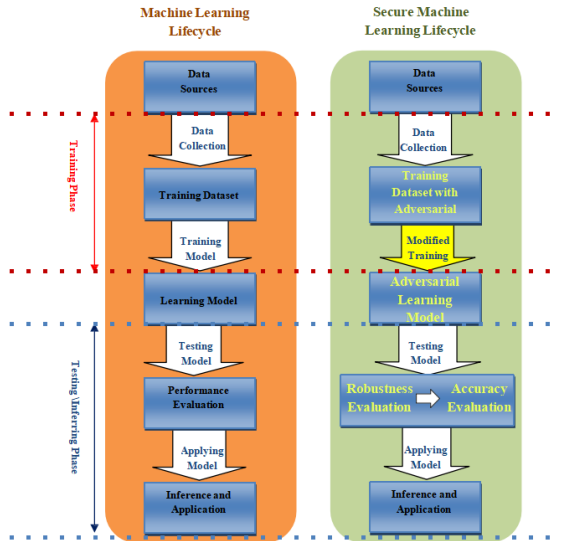 Machine Learning
Lifecycle
Secure Machine
Learning Lifecycle
Training Phase
Testing \Inferring Phase
Data
Sources
Data
Collection
Training Dataset
Training
Model
Learning Model
Testing
Model
Performance
Evaluation
Applying
Model
Inference and
Application
Data
Sources
Data
Collection
Training
Dataset with
Adversarial
Modified
Training
Adversarial
Learning
Model
Testing
Model
Robustness
Evaluation
Accuracy
Evaluation
Applying
Model
Inference and
Application